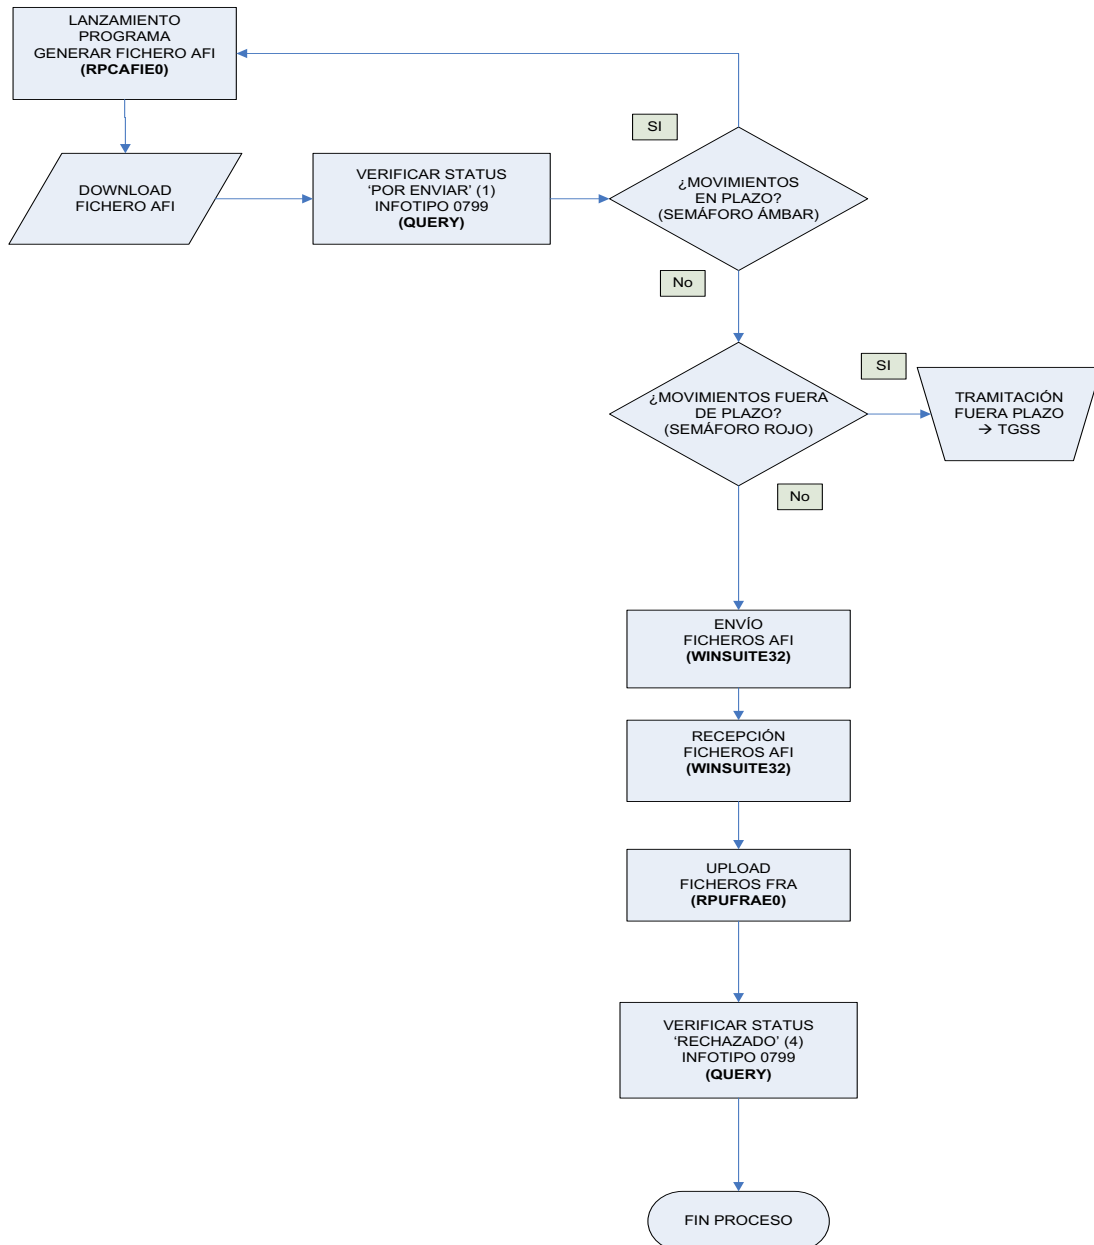 LANZAMIENTO
PROGRAMA
GENERAR FICHERO AFI
(RPCAFIE0)
DOWNLOAD
FICHERO AFI
VERIFICAR STATUS
‘POR ENVIAR’ (1)
INFOTIPO 0799
(QUERY)
SI
¿MOVIMIENTOS
EN PLAZO?
(SEMÁFORO ÁMBAR)
No
¿MOVIMIENTOS FUERA
DE PLAZO?
(SEMÁFORO ROJO)
SI
TRAMITACIÓN
FUERA PLAZO
→ TGSS
No
ENVÍO
FICHEROS AFI
(WINSUITE32)
RECEPCIÓN
FICHEROS AFI
(WINSUITE32)
UPLOAD
FICHEROS FRA
(RPUFRAE0)
VERIFICAR STATUS
‘RECHAZADO’ (4)
INFOTIPO 0799
(QUERY)
FIN PROCESO